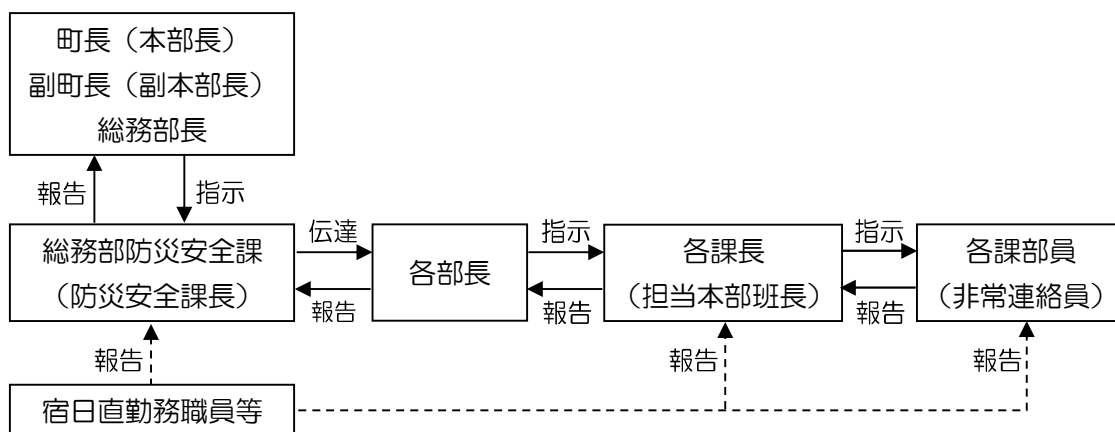 町長（本部長）
副町長（副本部長）
総務部長
報告
指示
総務部防災安全課
（防災安全課長）
伝達
報告
各部長
指示
報告
各課長
（担当本部班長）
指示
報告
各課部員
（非常連絡員）
報告
報告
報告
宿日直勤務職員等